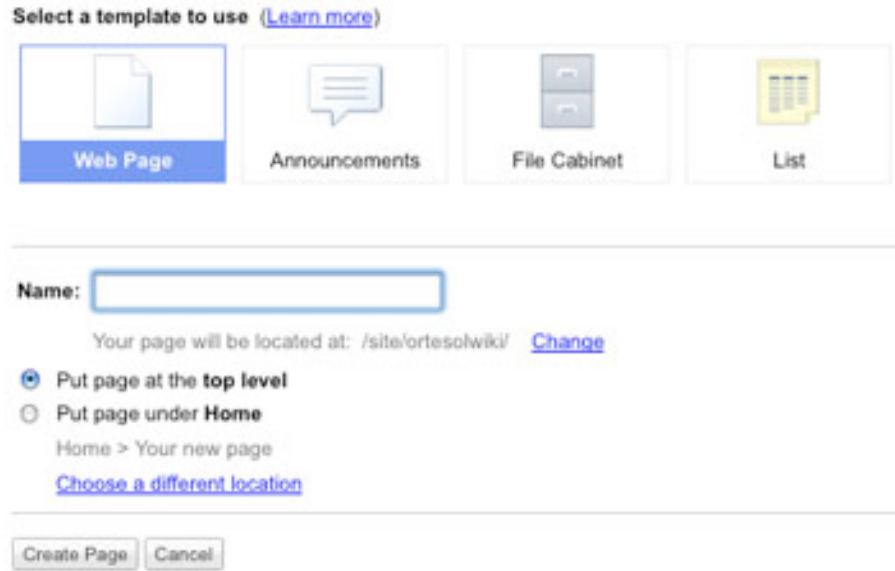 Select a template to use (Learn more)
Web Page Announcements File Cabinet List
Name:
Your page will be located at: /site/ortesolwiki/ Change
Put page at the top level
Put page under Home
Home > Your new page
Choose a different location
Create Page Cancel